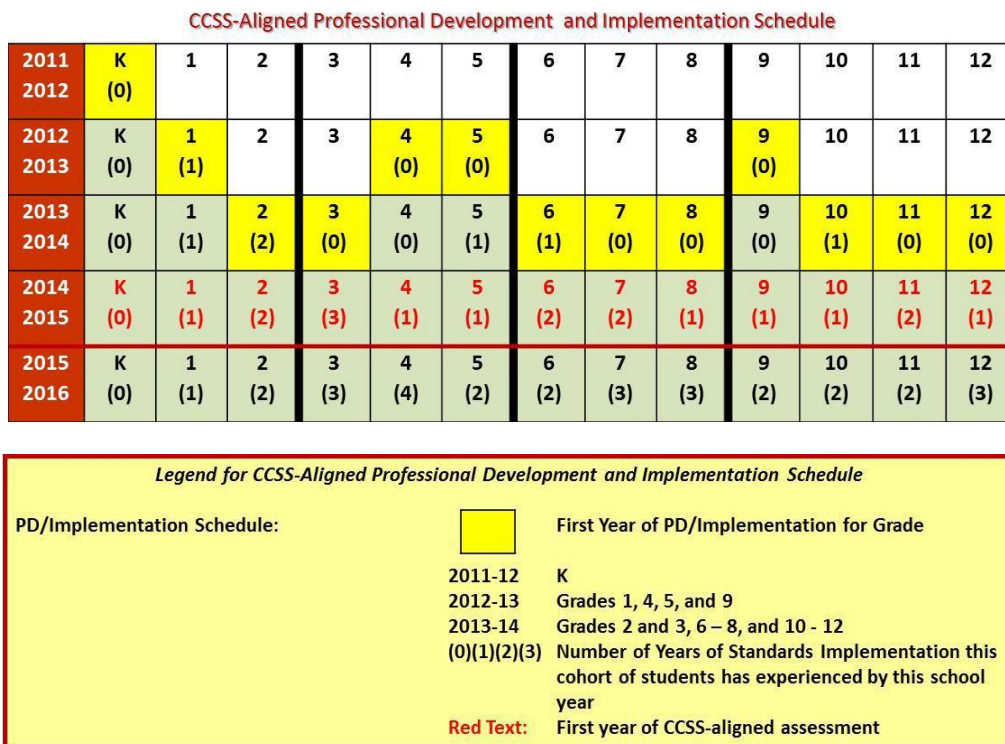 CCSS-Aligned Professional Development and Implementation Schedule
2011 K 1 2 3 4 5 6 7 8 9 10 11 12
2012 (0)
2012 K 1 2 3 4 5 6 7 8 9 10 11 12
2013 (0) (1) (0) (0) (0)
2013 K 1 2 3 4 5 6 7 8 9 10 11 12
2014 (0) (1) (2) (0) (0) (1) (1) (0) (0) (0) (1) (0) (0)
2014 K 1 2 3 4 5 6 7 8 9 10 11 12
2015 (0) (1) (2) (3) (1) (1) (2) (2) (1) (1) (1) (2) (1)
2015 K 1 2 3 4 5 6 7 8 9 10 11 12
2016 (0) (1) (2) (3) (4) (2) (2) (3) (3) (2) (2) (2) (3)
Legend for CCSS-Aligned Professional Development and Implementation Schedule
PD/Implementation Schedule: First Year of PD/Implementation for Grade
2011-12 K
2012-13 Grades 1, 4, 5, and 9
2013-14 Grades 2 and 3, 6 – 8, and 10 - 12
(0)(1)(2)(3) Number of Years of Standards Implementation this
cohort of students has experienced by this school
year
Red Text: First year of CCSS-aligned assessment